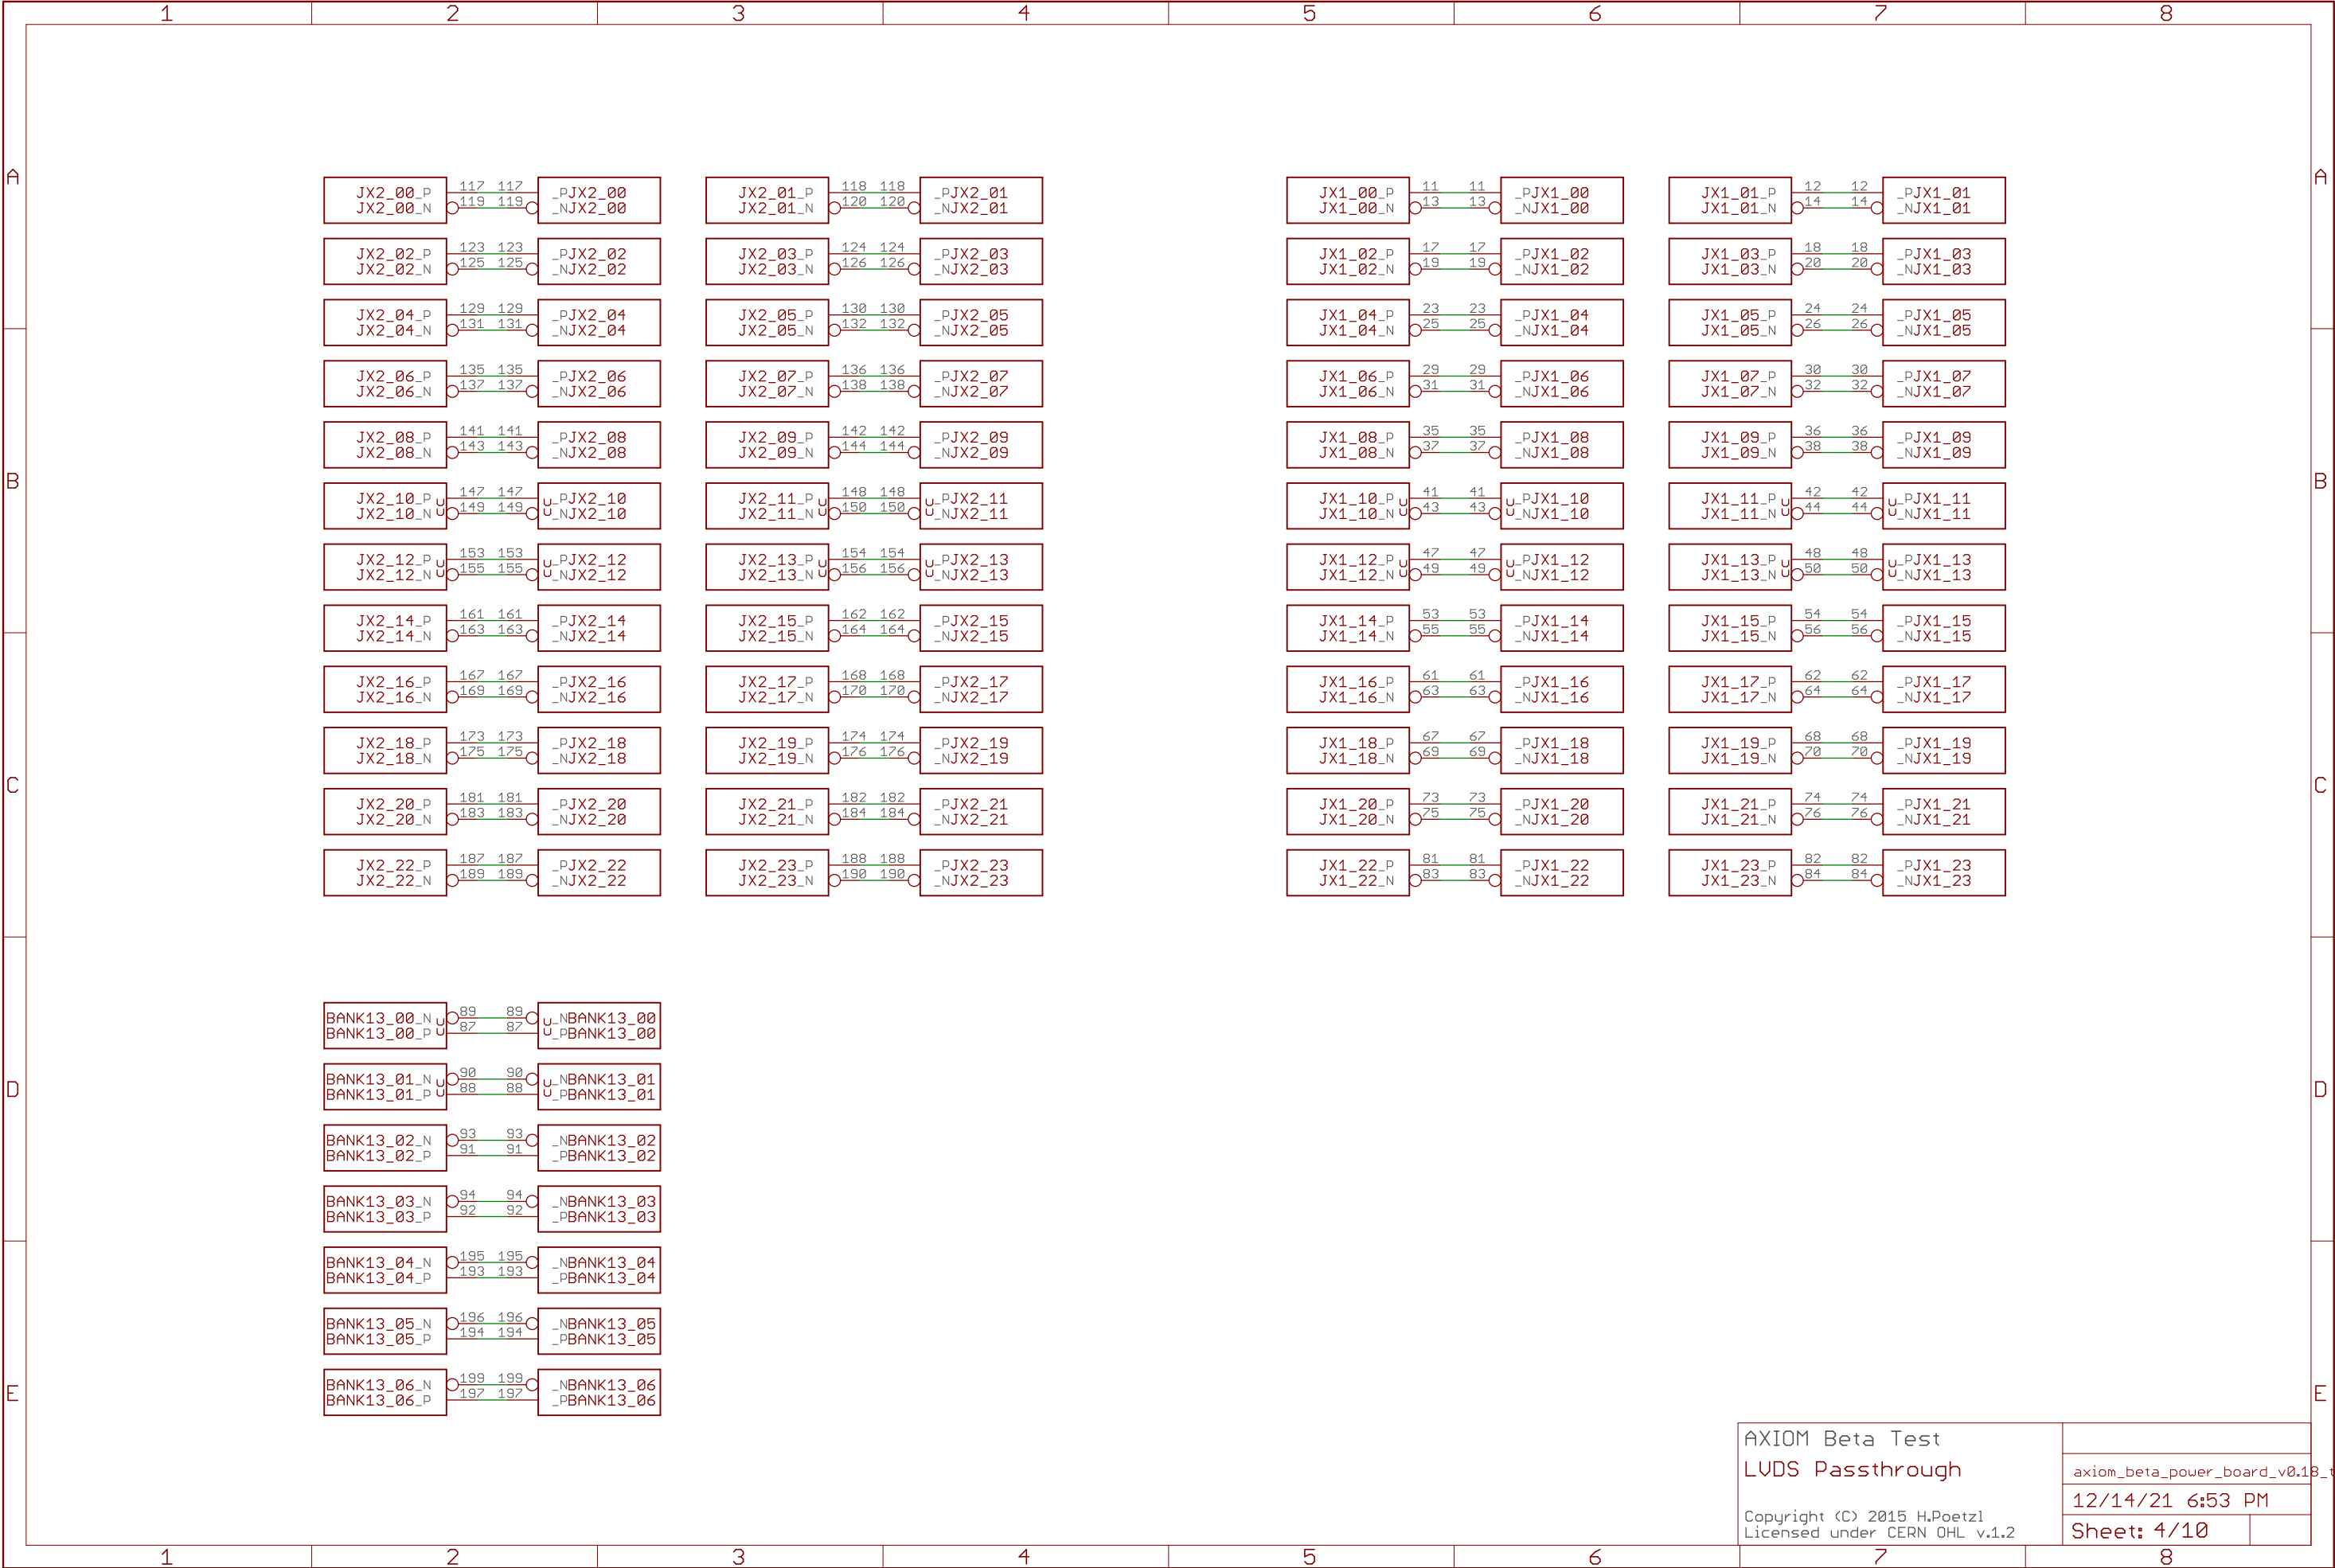 1 2 3 4 5 6 7 8
A A
JX2_00_P 117 117 _PJX2_00 JX2_01_P 118 118 _PJX2_01 JX1_00_P 11 11 _PJX1_00 JX1_01_P 12 12 _PJX1_01
JX2_00_N 119 119 _NJX2_00 JX2_01_N 120 120 _NJX2_01 JX1_00_N 13 13 _NJX1_00 JX1_01_N 14 14 _NJX1_01
JX2_02_P 123 123 _PJX2_02 JX2_03_P 124 124 _PJX2_03 JX1_02_P 17 17 _PJX1_02 JX1_03_P 18 18 _PJX1_03
JX2_02_N 125 125 _NJX2_02 JX2_03_N 126 126 _NJX2_03 JX1_02_N 19 19 _NJX1_02 JX1_03_N 20 20 _NJX1_03
JX2_04_P 129 129 _PJX2_04 JX2_05_P 130 130 _PJX2_05 JX1_04_P 23 23 _PJX1_04 JX1_05_P 24 24 _PJX1_05
JX2_04_N 131 131 _NJX2_04 JX2_05_N 132 132 _NJX2_05 JX1_04_N 25 25 _NJX1_04 JX1_05_N 26 26 _NJX1_05
JX2_06_P 135 135 _PJX2_06 JX2_07_P 136 136 _PJX2_07 JX1_06_P 29 29 _PJX1_06 JX1_07_P 30 30 _PJX1_07
JX2_06_N 137 137 _NJX2_06 JX2_07_N 138 138 _NJX2_07 JX1_06_N 31 31 _NJX1_06 JX1_07_N 32 32 _NJX1_07
JX2_08_P 141 141 _PJX2_08 JX2_09_P 142 142 _PJX2_09 JX1_08_P 35 35 _PJX1_08 JX1_09_P 36 36 _PJX1_09
JX2_08_N 143 143 _NJX2_08 JX2_09_N 144 144 _NJX2_09 JX1_08_N 37 37 _NJX1_08 JX1_09_N 38 38 _NJX1_09
B B
JX2_10_P U 147 147 U_PJX2_10 JX2_11_P U 148 148 U_PJX2_11 JX1_10_P U 41 41 U_PJX1_10 JX1_11_P U 42 42 U_PJX1_11
JX2_10_N U 149 149 U_NJX2_10 JX2_11_N U 150 150 U_NJX2_11 JX1_10_N U 43 43 U_NJX1_10 JX1_11_N U 44 44 U_NJX1_11
JX2_12_P U 153 153 U_PJX2_12 JX2_13_P U 154 154 U_PJX2_13 JX1_12_P U 47 47 U_PJX1_12 JX1_13_P U 48 48 U_PJX1_13
JX2_12_N U 155 155 U_NJX2_12 JX2_13_N U 156 156 U_NJX2_13 JX1_12_N U 49 49 U_NJX1_12 JX1_13_N U 50 50 U_NJX1_13
JX2_14_P 161 161 _PJX2_14 JX2_15_P 162 162 _PJX2_15 JX1_14_P 53 53 _PJX1_14 JX1_15_P 54 54 _PJX1_15
JX2_14_N 163 163 _NJX2_14 JX2_15_N 164 164 _NJX2_15 JX1_14_N 55 55 _NJX1_14 JX1_15_N 56 56 _NJX1_15
JX2_16_P 167 167 _PJX2_16 JX2_17_P 168 168 _PJX2_17 JX1_16_P 61 61 _PJX1_16 JX1_17_P 62 62 _PJX1_17
JX2_16_N 169 169 _NJX2_16 JX2_17_N 170 170 _NJX2_17 JX1_16_N 63 63 _NJX1_16 JX1_17_N 64 64 _NJX1_17
JX2_18_P 173 173 _PJX2_18 JX2_19_P 174 174 _PJX2_19 JX1_18_P 67 67 _PJX1_18 JX1_19_P 68 68 _PJX1_19
JX2_18_N 175 175 _NJX2_18 JX2_19_N 176 176 _NJX2_19 JX1_18_N 69 69 _NJX1_18 JX1_19_N 70 70 _NJX1_19
C C
JX2_20_P 181 181 _PJX2_20 JX2_21_P 182 182 _PJX2_21 JX1_20_P 73 73 _PJX1_20 JX1_21_P 74 74 _PJX1_21
JX2_20_N 183 183 _NJX2_20 JX2_21_N 184 184 _NJX2_21 JX1_20_N 75 75 _NJX1_20 JX1_21_N 76 76 _NJX1_21
JX2_22_P 187 187 _PJX2_22 JX2_23_P 188 188 _PJX2_23 JX1_22_P 81 81 _PJX1_22 JX1_23_P 82 82 _PJX1_23
JX2_22_N 189 189 _NJX2_22 JX2_23_N 190 190 _NJX2_23 JX1_22_N 83 83 _NJX1_22 JX1_23_N 84 84 _NJX1_23
BANK13_00_N U 89 89 U_NBANK13_00
BANK13_00_P U 87 87 U_PBANK13_00
BANK13_01_N U 90 90 U_NBANK13_01
BANK13_01_P U 88 88 U_PBANK13_01
D D
BANK13_02_N 93 93 _NBANK13_02
BANK13_02_P 91 91 _PBANK13_02
BANK13_03_N 94 94 _NBANK13_03
BANK13_03_P 92 92 _PBANK13_03
BANK13_04_N 195 195 _NBANK13_04
BANK13_04_P 193 193 _PBANK13_04
BANK13_05_N 196 196 _NBANK13_05
BANK13_05_P 194 194 _PBANK13_05
BANK13_06_N 199 199 _NBANK13_06
BANK13_06_P 197 197 _PBANK13_06
E E
AXIOM Beta Test
LVDS Passthrough
Copyright (C) 2015 H.Poetzl
Licensed under CERN OHL v.1.2
axiom_beta_power_board_v0.18_t
12/14/21 6:53 PM
Sheet: 4/10
1 2 3 4 5 6 7 8